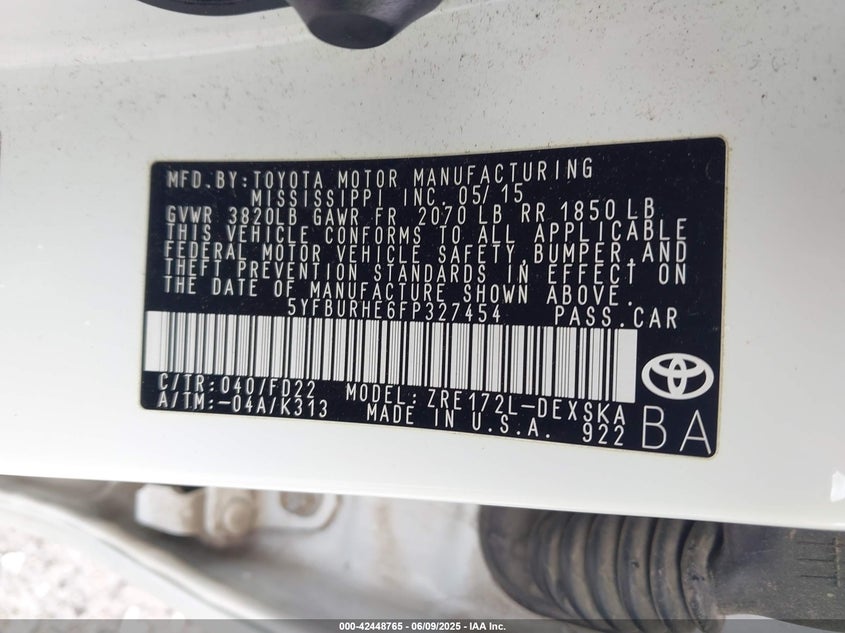 MFD.BY:TOYOTA MOTOR MANUFACTURING
MISSISSIPPI INC. 05/15
GVWR 3820LB GAWR FR 2070 LB RR 1850 LB
THIS VEHICLE CONFORMS TO ALL APPLICABLE
FEDERAL MOTOR VEHICLE SAFETY,BUMPER,AND
THEFT PREVENTION STANDARDS IN EFFECT ON
THE DATE OF MANUFACTURE SHOWN ABOVE.
5YFBURHE6FP327454 PASS.CAR
C/TR:040/FD22 MODEL:ZRE172L-DEXSKA
A/TM:-04A/K313 MADE IN U.S.A. 922
BA
000-42448765 - 06/09/2025 - IAA Inc.